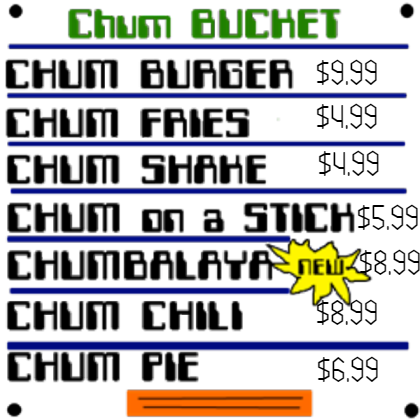 Chum BUCKET
CHUM BURGER $9.99
CHUM FRIES $4.99
CHUM SHAKE $4.99
CHUM on a STICK $5.99
CHUMBALAYA NEW $8.99
CHUM CHILI $8.99
CHUM PIE $6.99